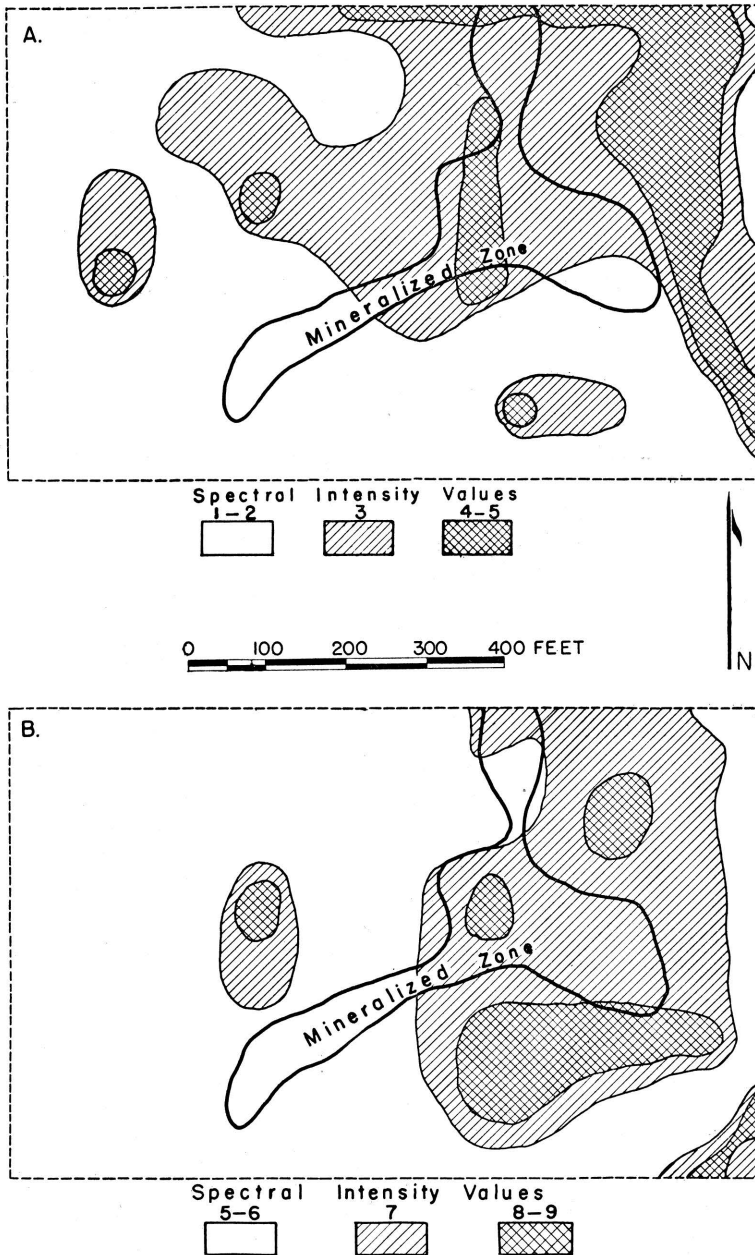 A.
Mineralized Zone
Spectral Intensity Values
1-2 3 4-5
0 100 200 300 400 FEET
N
B.
Mineralized Zone
Spectral Intensity Values
5-6 7 8-9